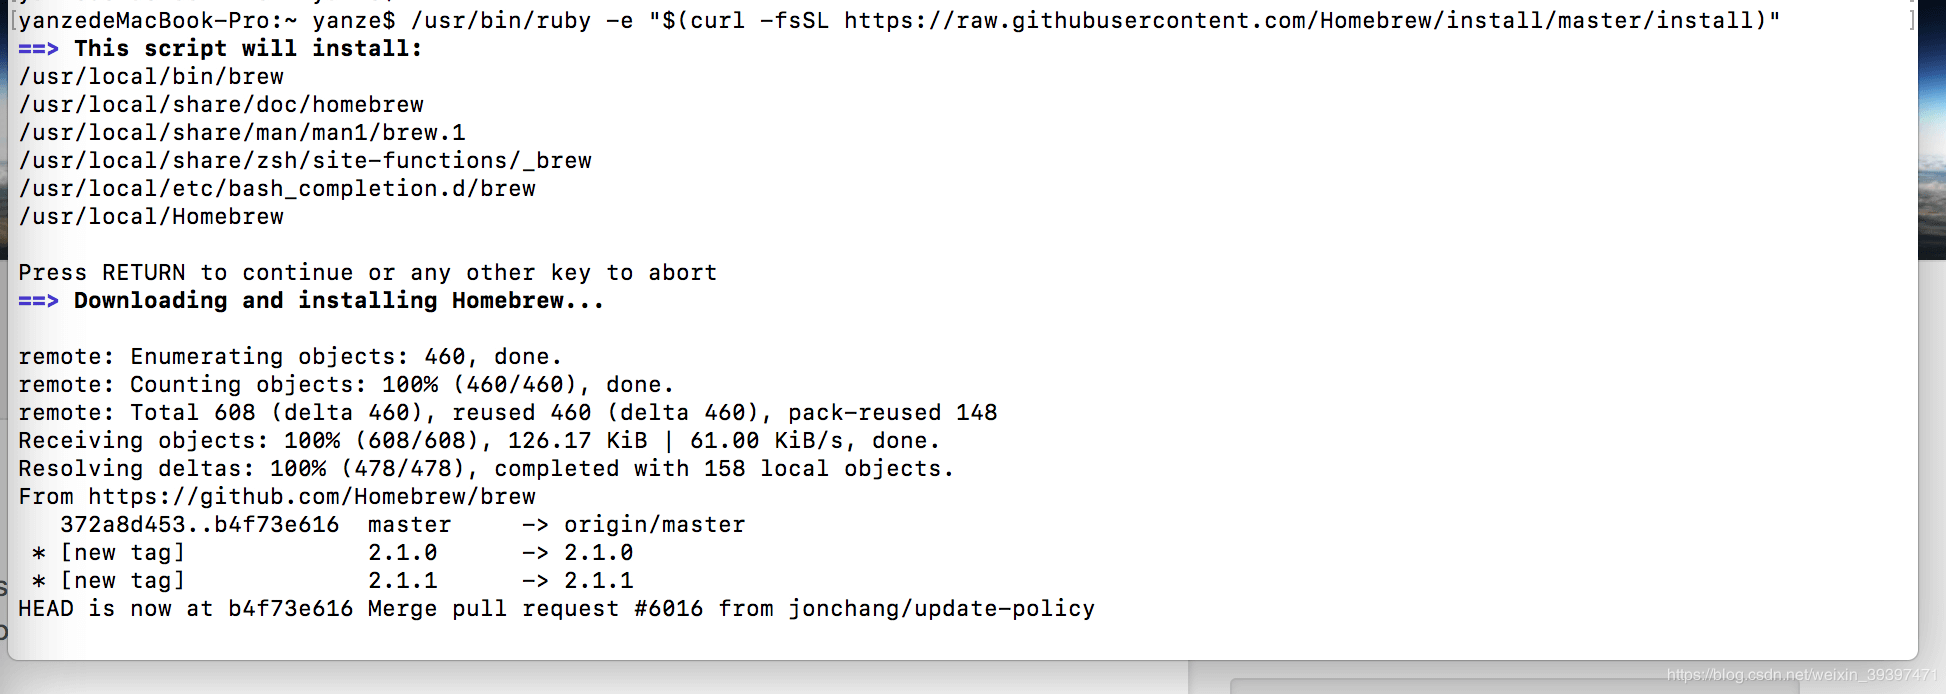 [yanzedeMacBook-Pro:~ yanze$ /usr/bin/ruby -e "$(curl -fsSL https://raw.githubusercontent.com/Homebrew/install/master/install)" ]
==> This script will install:
/usr/local/bin/brew
/usr/local/share/doc/homebrew
/usr/local/share/man/man1/brew.1
/usr/local/share/zsh/site-functions/_brew
/usr/local/etc/bash_completion.d/brew
/usr/local/Homebrew
Press RETURN to continue or any other key to abort
==> Downloading and installing Homebrew...
remote: Enumerating objects: 460, done.
remote: Counting objects: 100% (460/460), done.
remote: Total 608 (delta 460), reused 460 (delta 460), pack-reused 148
Receiving objects: 100% (608/608), 126.17 KiB | 61.00 KiB/s, done.
Resolving deltas: 100% (478/478), completed with 158 local objects.
From https://github.com/Homebrew/brew
   372a8d453..b4f73e616  master     -> origin/master
 * [new tag]             2.1.0      -> 2.1.0
 * [new tag]             2.1.1      -> 2.1.1
HEAD is now at b4f73e616 Merge pull request #6016 from jonchang/update-policy
https://blog.csdn.net/weixin_39397471